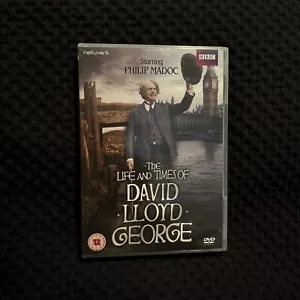 network
BBC
Starring
PHILIP MADOC
·The·
LIFE AND TIMES OF
DAVID
LLOYD·
GEORGE·
12
DVD